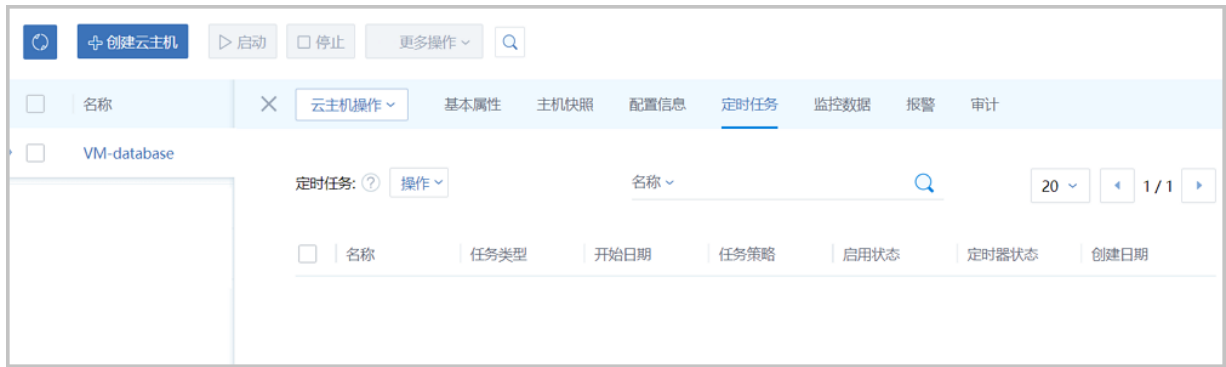 创建云主机 启动 停止 更多操作
名称 云主机操作 基本属性 主机快照 配置信息 定时任务 监控数据 报警 审计
VM-database
定时任务: ? 操作 名称 20 1 / 1
名称 任务类型 开始日期 任务策略 启用状态 定时器状态 创建日期